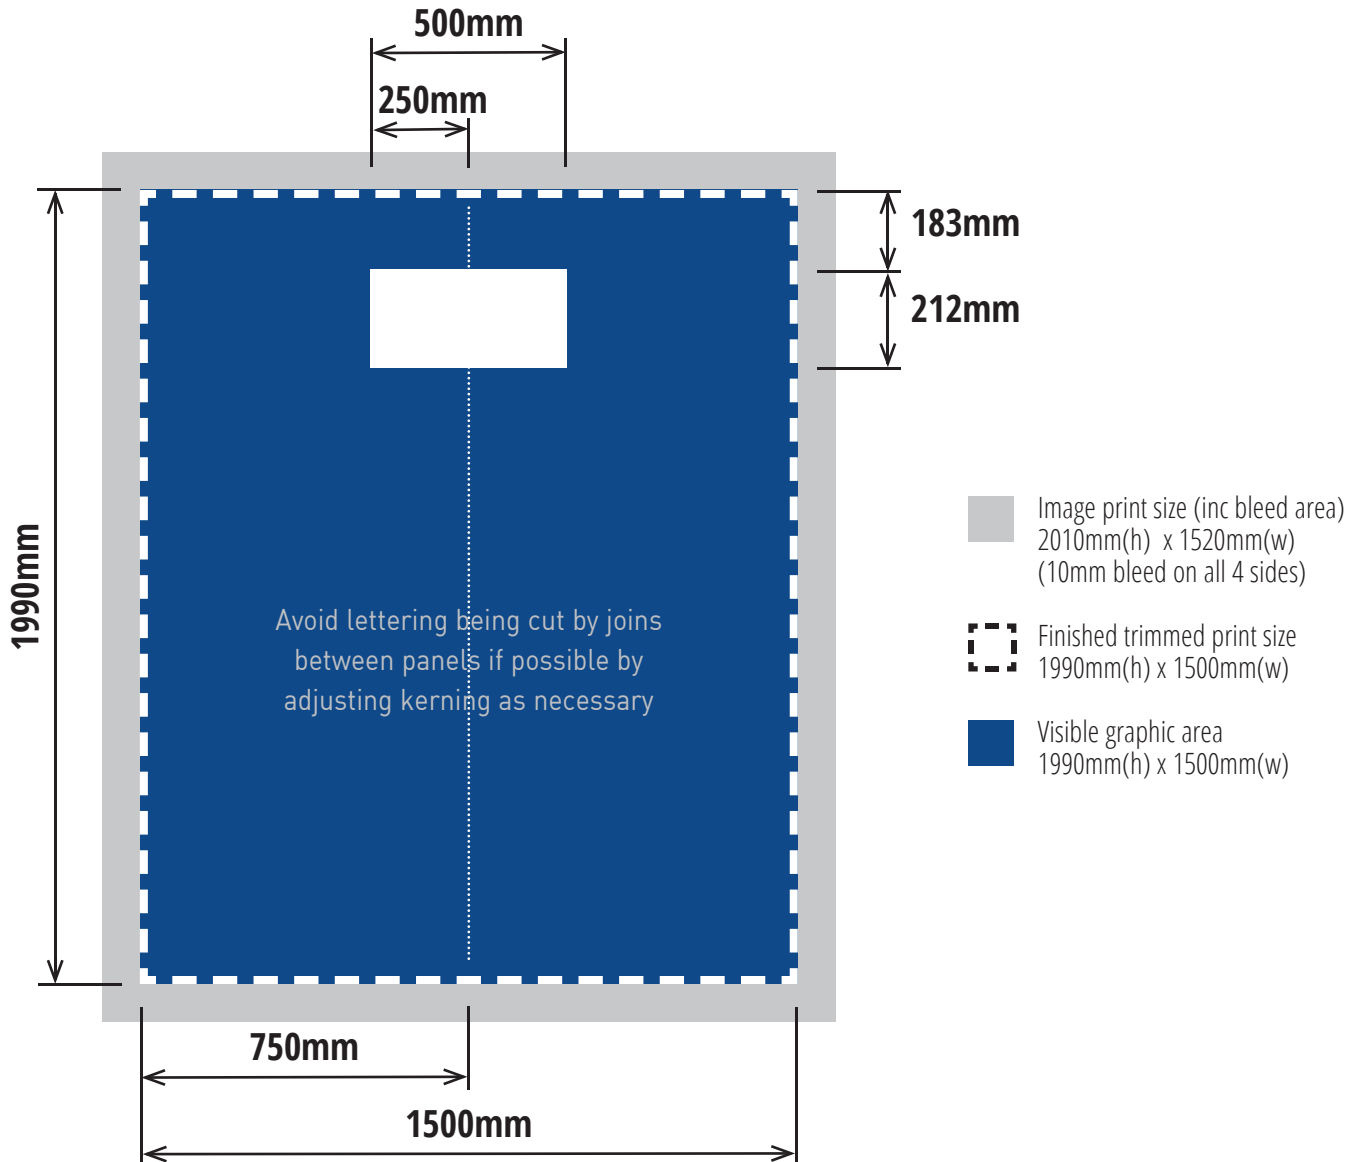 500mm
250mm
183mm
212mm
1990mm
Image print size (inc bleed area)
2010mm(h) x 1520mm(w)
(10mm bleed on all 4 sides)
Finished trimmed print size
1990mm(h) x 1500mm(w)
Visible graphic area
1990mm(h) x 1500mm(w)
Avoid lettering being cut by joins
between panels if possible by
adjusting kerning as necessary
750mm
1500mm